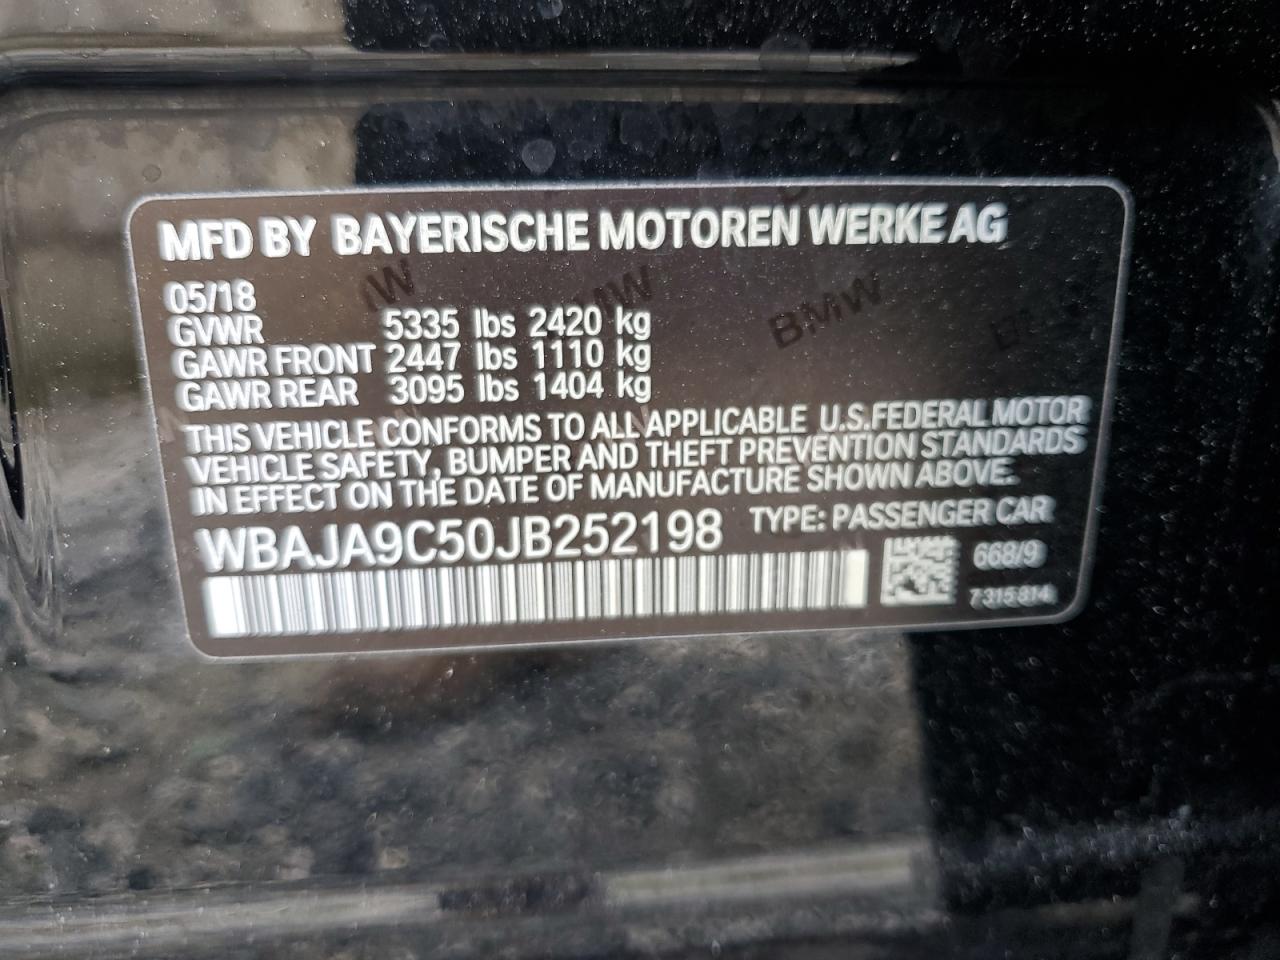 MFD BY BAYERISCHE MOTOREN WERKE AG
05/18
GVWR 5335 lbs 2420 kg
GAWR FRONT 2447 lbs 1110 kg
GAWR REAR 3095 lbs 1404 kg
THIS VEHICLE CONFORMS TO ALL APPLICABLE U.S.FEDERAL MOTOR
VEHICLE SAFETY, BUMPER AND THEFT PREVENTION STANDARDS
IN EFFECT ON THE DATE OF MANUFACTURE SHOWN ABOVE.
WBAJA9C50JB252198 TYPE: PASSENGER CAR
668/9
7 315 814
BMW